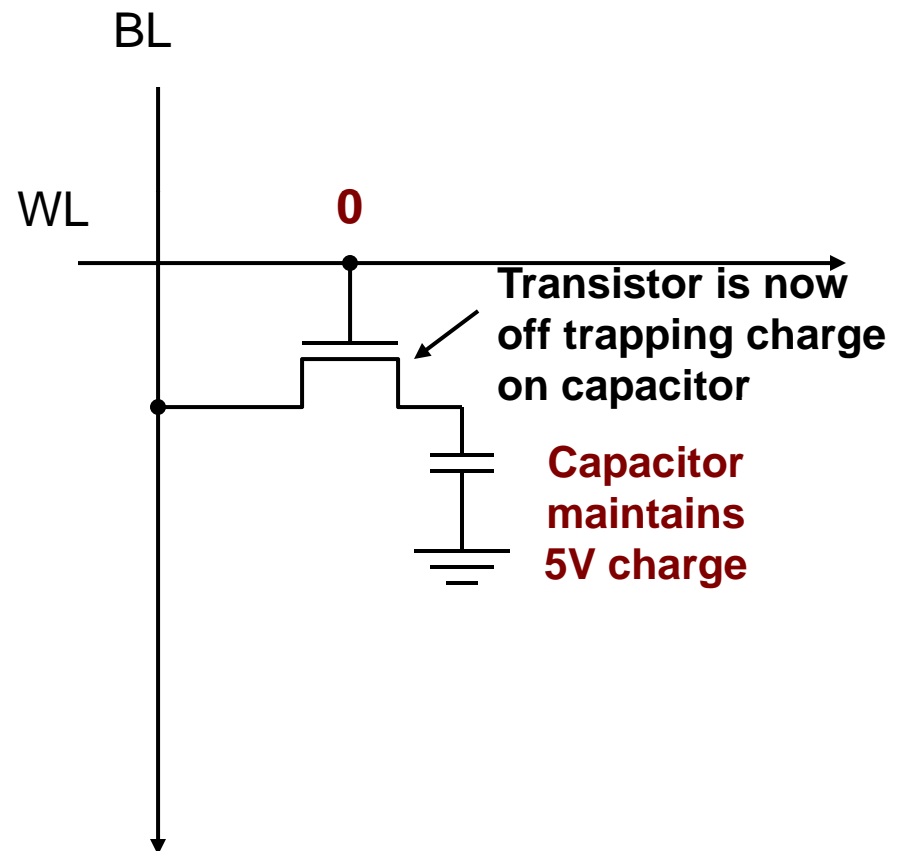 BL
WL
0
Transistor is now
off trapping charge
on capacitor
Capacitor
maintains
5V charge